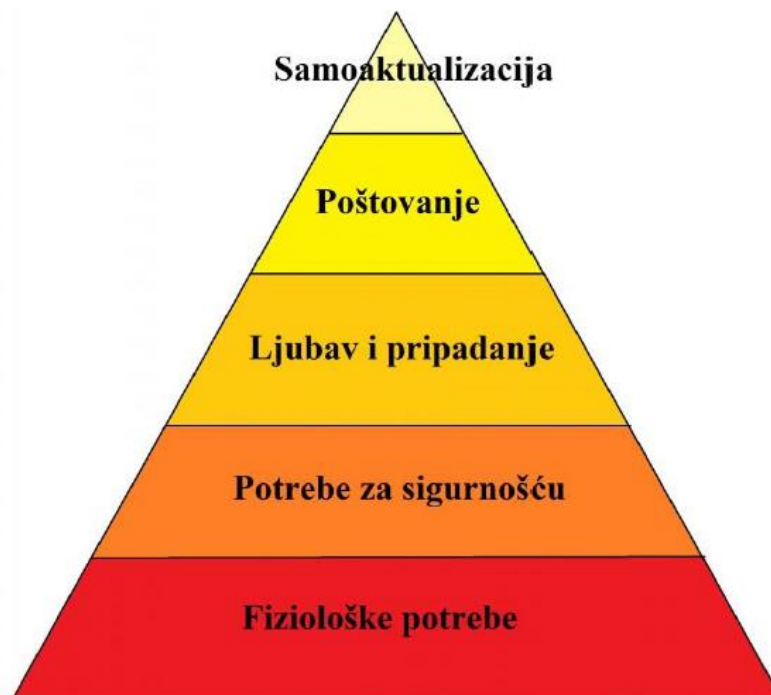 Samoaktualizacija
Poštovanje
Ljubav i pripadanje
Potrebe za sigurnošću
Fiziološke potrebe